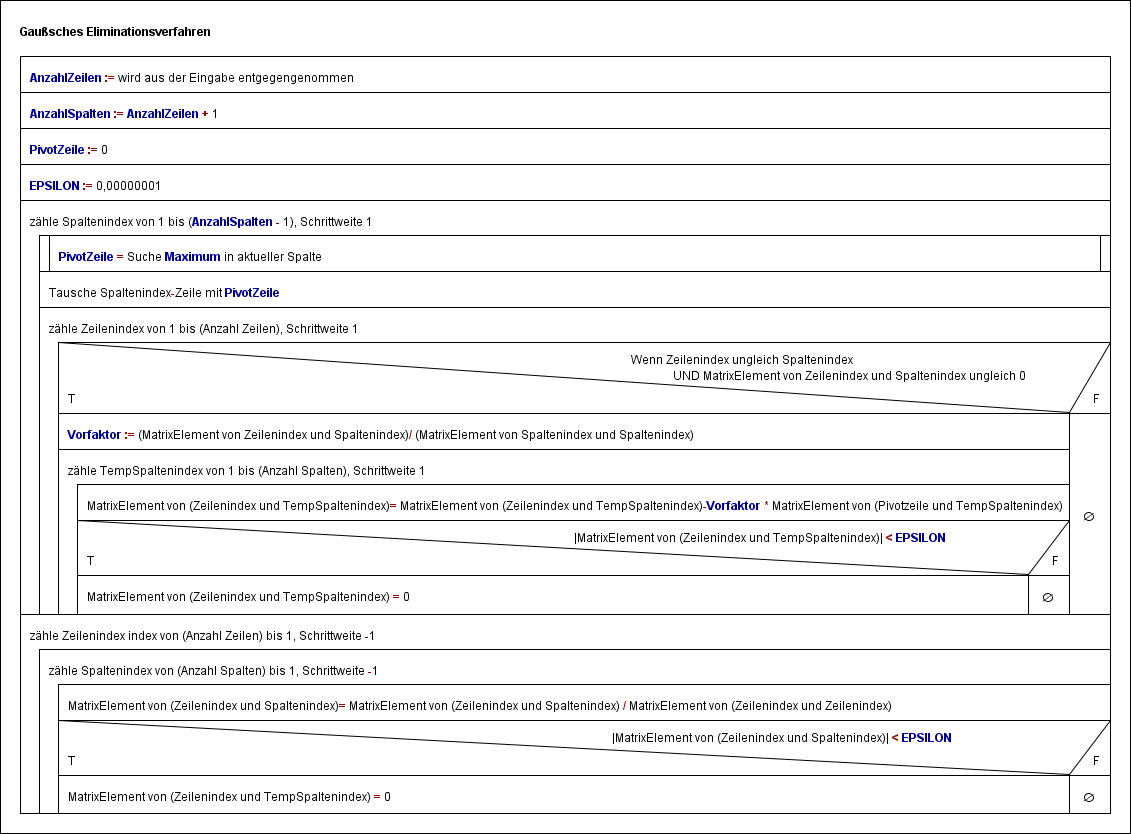 Gaußsches Eliminationsverfahren
AnzahlZeilen := wird aus der Eingabe entgegengenommen
AnzahlSpalten := AnzahlZeilen + 1
PivotZeile := 0
EPSILON := 0,00000001
zähle Spaltenindex von 1 bis (AnzahlSpalten - 1), Schrittweite 1
PivotZeile = Suche Maximum in aktueller Spalte
Tausche Spaltenindex-Zeile mit PivotZeile
zähle Zeilenindex von 1 bis (Anzahl Zeilen), Schrittweite 1
Wenn Zeilenindex ungleich Spaltenindex
UND MatrixElement von Zeilenindex und Spaltenindex ungleich 0
T F
Vorfaktor := (MatrixElement von Zeilenindex und Spaltenindex)/ (MatrixElement von Spaltenindex und Spaltenindex)
zähle TempSpaltenindex von 1 bis (Anzahl Spalten), Schrittweite 1
MatrixElement von (Zeilenindex und TempSpaltenindex)= MatrixElement von (Zeilenindex und TempSpaltenindex)-Vorfaktor * MatrixElement von (Pivotzeile und TempSpaltenindex)
∅
|MatrixElement von (Zeilenindex und TempSpaltenindex)| < EPSILON
T F
MatrixElement von (Zeilenindex und TempSpaltenindex) = 0 ∅
zähle Zeilenindex index von (Anzahl Zeilen) bis 1, Schrittweite -1
zähle Spaltenindex von (Anzahl Spalten) bis 1, Schrittweite -1
MatrixElement von (Zeilenindex und Spaltenindex)= MatrixElement von (Zeilenindex und Spaltenindex) / MatrixElement von (Zeilenindex und Zeilenindex)
|MatrixElement von (Zeilenindex und Spaltenindex)| < EPSILON
T F
MatrixElement von (Zeilenindex und TempSpaltenindex) = 0 ∅